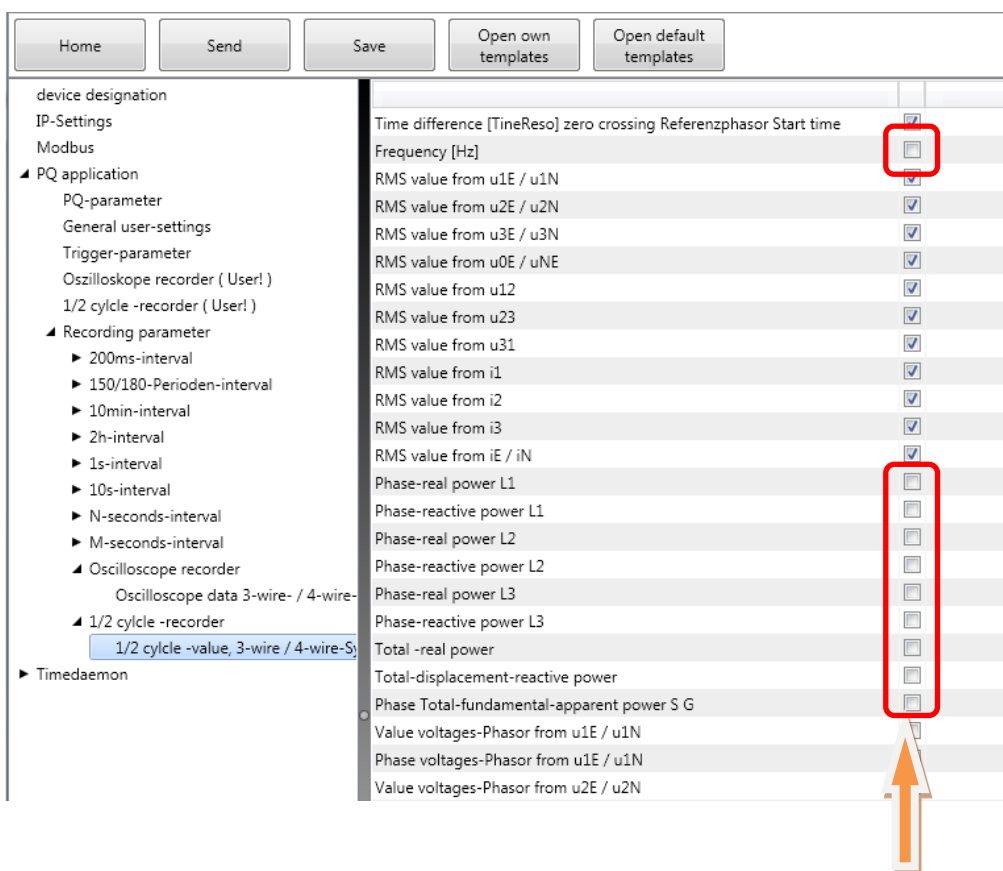 Home
Send
Save
Open own
templates
Open default
templates
device designation
IP-Settings
Modbus
PQ application
PQ-parameter
General user-settings
Trigger-parameter
Oszilloskope recorder ( User! )
1/2 cylcle -recorder ( User! )
Recording parameter
200ms-interval
150/180-Perioden-interval
10min-interval
2h-interval
1s-interval
10s-interval
N-seconds-interval
M-seconds-interval
Oscilloscope recorder
Oscilloscope data 3-wire- / 4-wire-
1/2 cylcle -recorder
1/2 cylcle -value, 3-wire / 4-wire-Sy
Timedaemon
Time difference [TineReso] zero crossing Referenzphasor Start time
Frequency [Hz]
RMS value from u1E / u1N
RMS value from u2E / u2N
RMS value from u3E / u3N
RMS value from u0E / uNE
RMS value from u12
RMS value from u23
RMS value from u31
RMS value from i1
RMS value from i2
RMS value from i3
RMS value from iE / iN
Phase-real power L1
Phase-reactive power L1
Phase-real power L2
Phase-reactive power L2
Phase-real power L3
Phase-reactive power L3
Total -real power
Total-displacement-reactive power
Phase Total-fundamental-apparent power S G
Value voltages-Phasor from u1E / u1N
Phase voltages-Phasor from u1E / u1N
Value voltages-Phasor from u2E / u2N